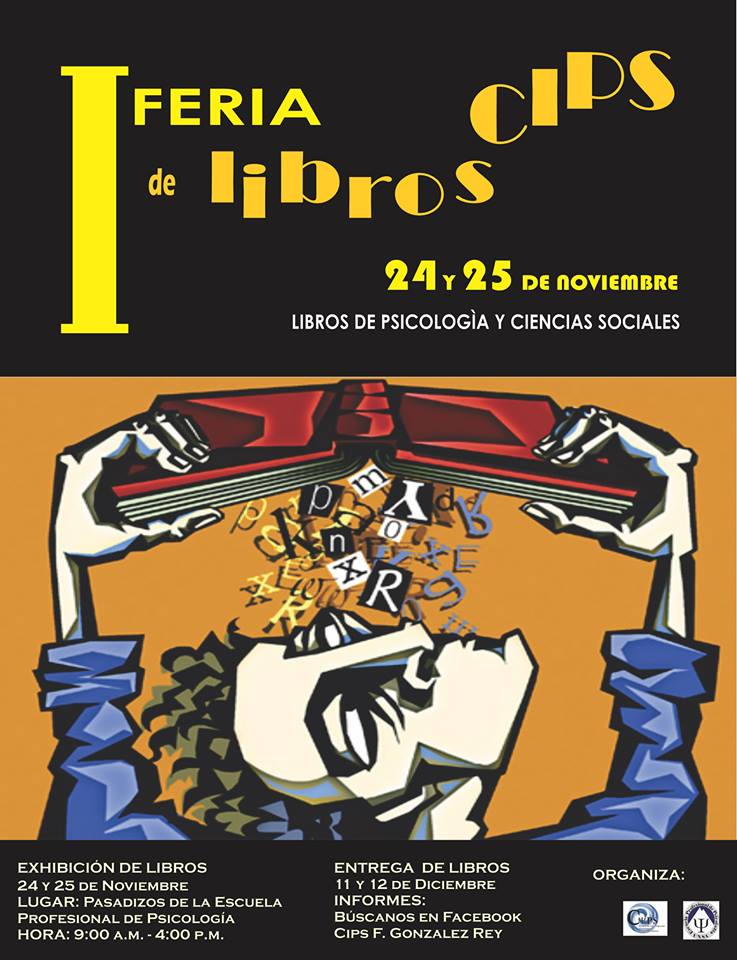 I FERIA
CIPS
de libros
24 Y 25 DE NOVIEMBRE
LIBROS DE PSICOLOGÌA Y CIENCIAS SOCIALES
p m Y d R
n o
x R g
EXHIBICIÓN DE LIBROS
24 y 25 de Noviembre
LUGAR: Pasadizos de la Escuela
Profesional de Psicología
HORA: 9:00 a.m. - 4:00 p.m.
ENTREGA DE LIBROS
11 y 12 de Diciembre
INFORMES:
Búscanos en Facebook
Cips F. Gonzalez Rey
ORGANIZA:
CIPS
Ψ